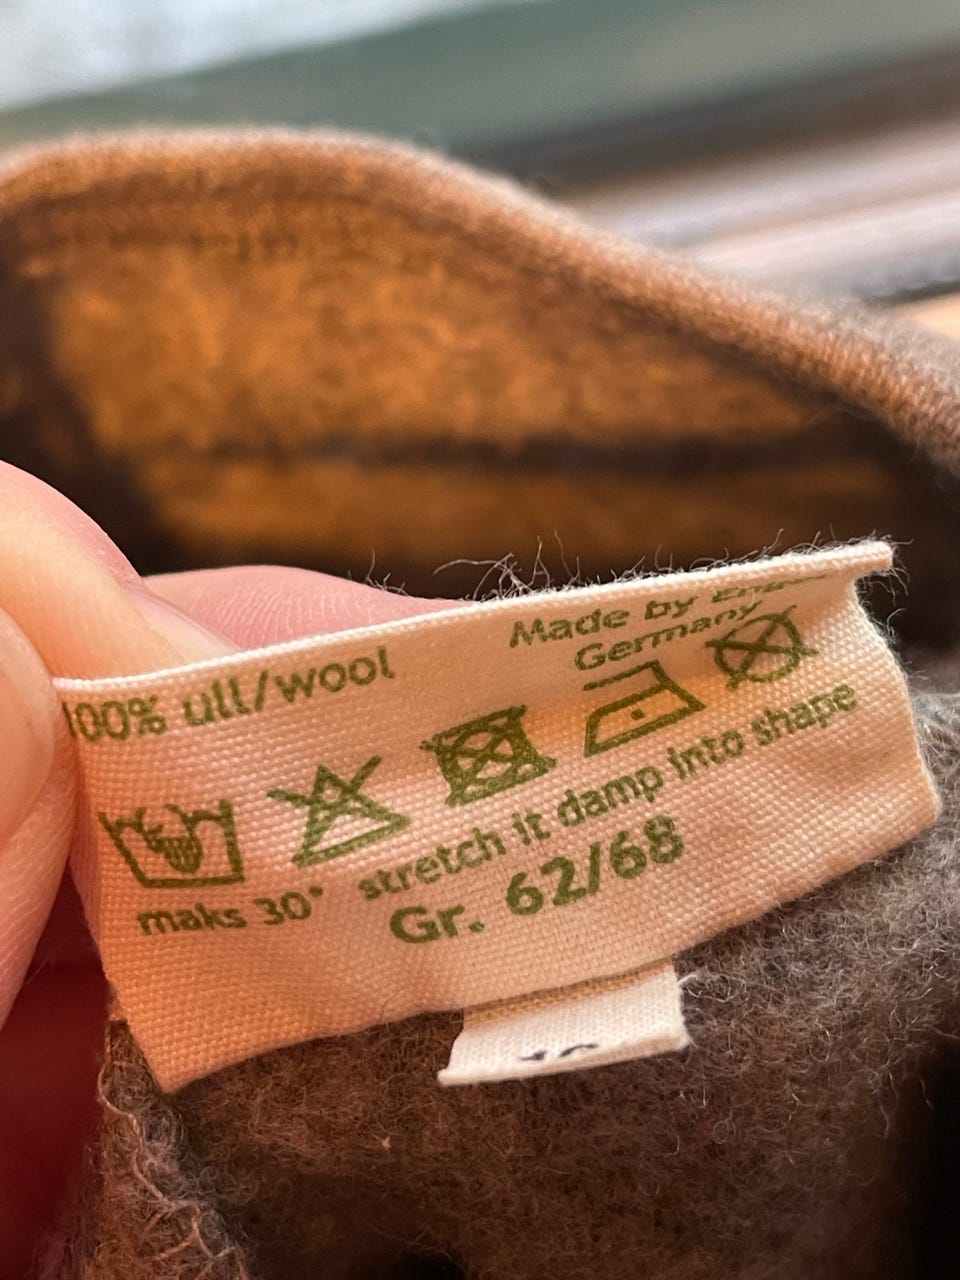 100% ull/wool
Made by
Germany
maks 30°
stretch it damp into shape
Gr. 62/68